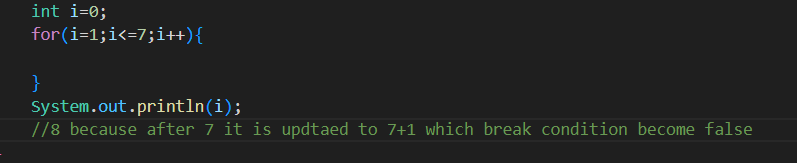 int i=0;
for(i=1;i<=7;i++){
}
System.out.println(i);
//8 because after 7 it is updtaed to 7+1 which break condition become false